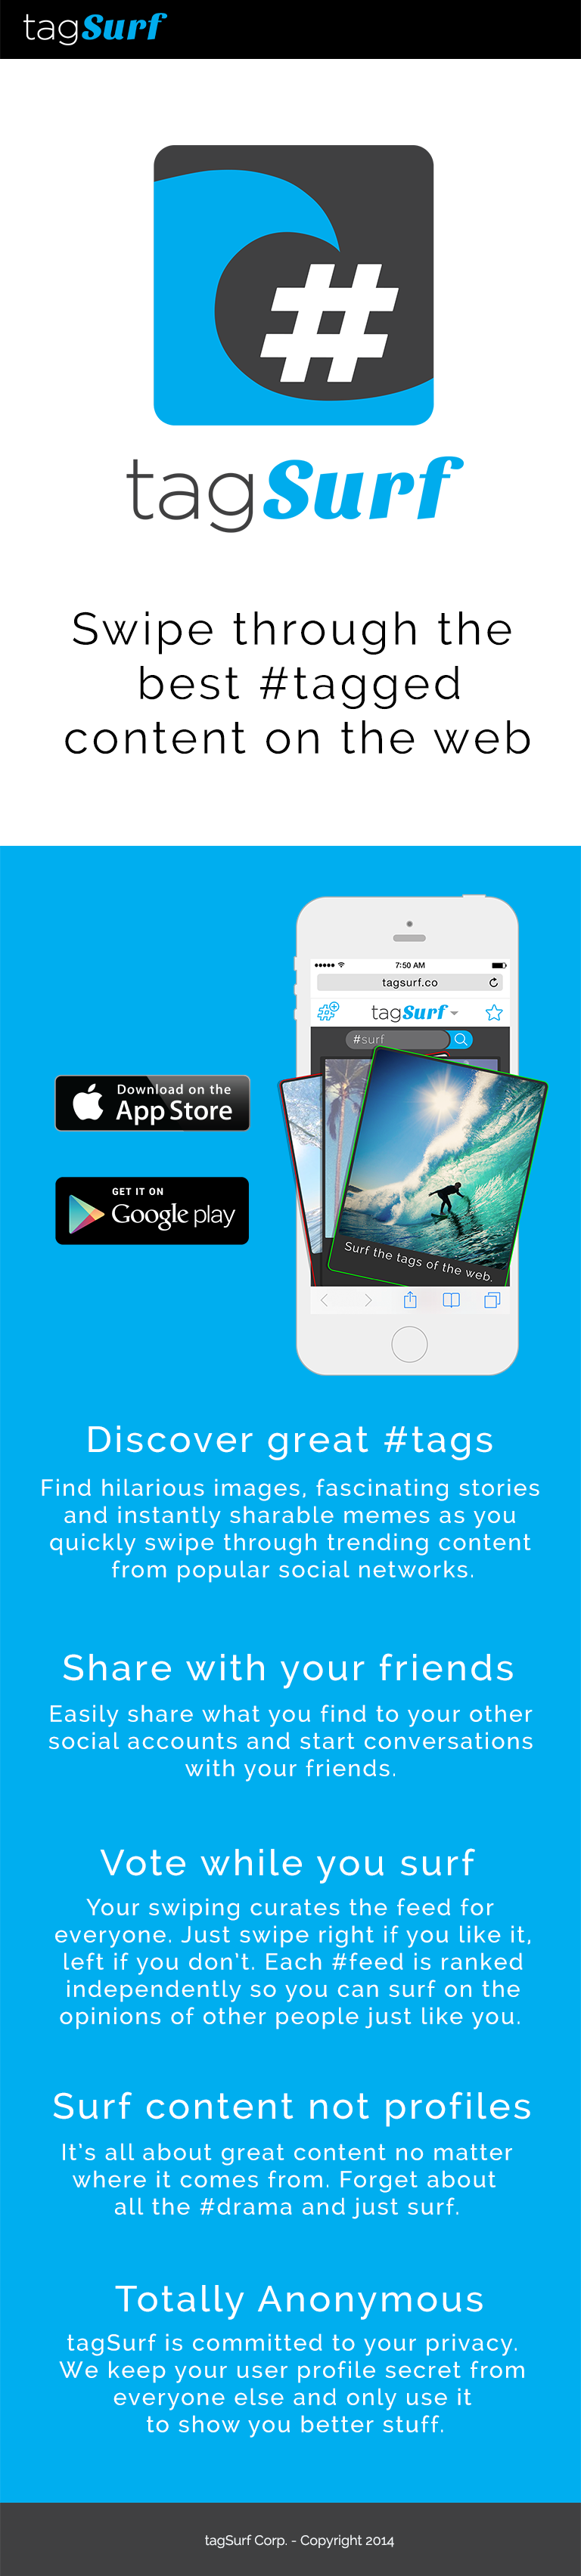 tagSurf
#
tagSurf
Swipe through the
best #tagged
content on the web
7:50 AM
tagsurf.co
#
tagSurf
#surf
Surf the tags of the web.
Download on the
App Store
GET IT ON
Google play
Discover great #tags
Find hilarious images, fascinating stories
and instantly sharable memes as you
quickly swipe through trending content
from popular social networks.
Share with your friends
Easily share what you find to your other
social accounts and start conversations
with your friends.
Vote while you surf
Your swiping curates the feed for
everyone. Just swipe right if you like it,
left if you don’t. Each #feed is ranked
independently so you can surf on the
opinions of other people just like you.
Surf content not profiles
It’s all about great content no matter
where it comes from. Forget about
all the #drama and just surf.
Totally Anonymous
tagSurf is committed to your privacy.
We keep your user profile secret from
everyone else and only use it
to show you better stuff.
tagSurf Corp. - Copyright 2014